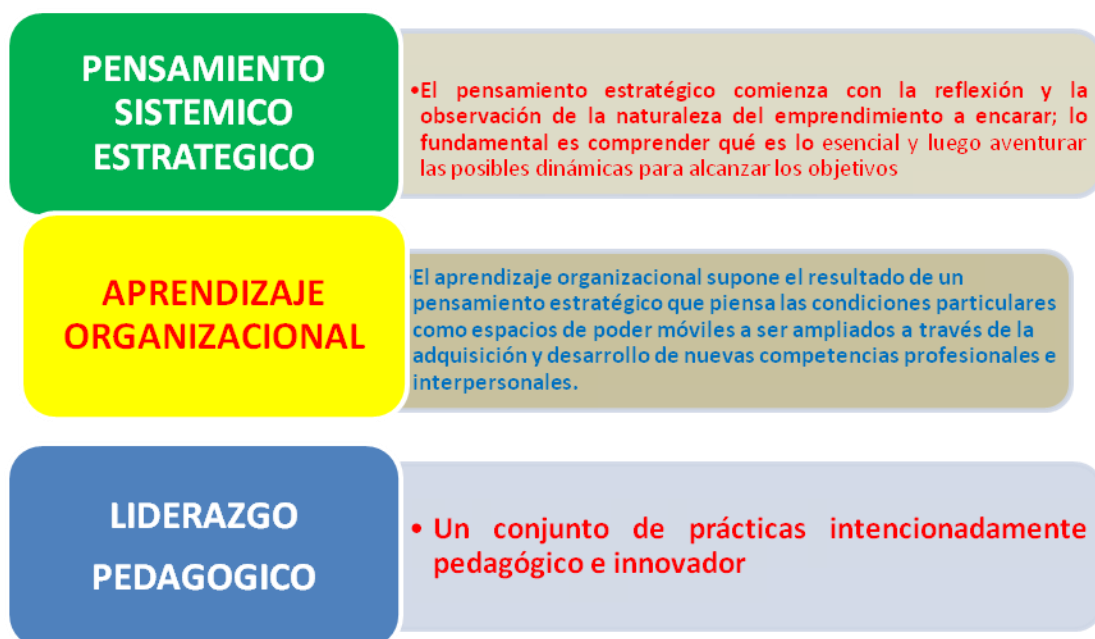 PENSAMIENTO
SISTEMICO
ESTRATEGICO
•El pensamiento estratégico comienza con la reflexión y la
observación de la naturaleza del emprendimiento a encarar; lo
fundamental es comprender qué es lo esencial y luego aventurar
las posibles dinámicas para alcanzar los objetivos
APRENDIZAJE
ORGANIZACIONAL
•El aprendizaje organizacional supone el resultado de un
pensamiento estratégico que piensa las condiciones particulares
como espacios de poder móviles a ser ampliados a través de la
adquisición y desarrollo de nuevas competencias profesionales e
interpersonales.
LIDERAZGO
PEDAGOGICO
• Un conjunto de prácticas intencionadamente
pedagógico e innovador